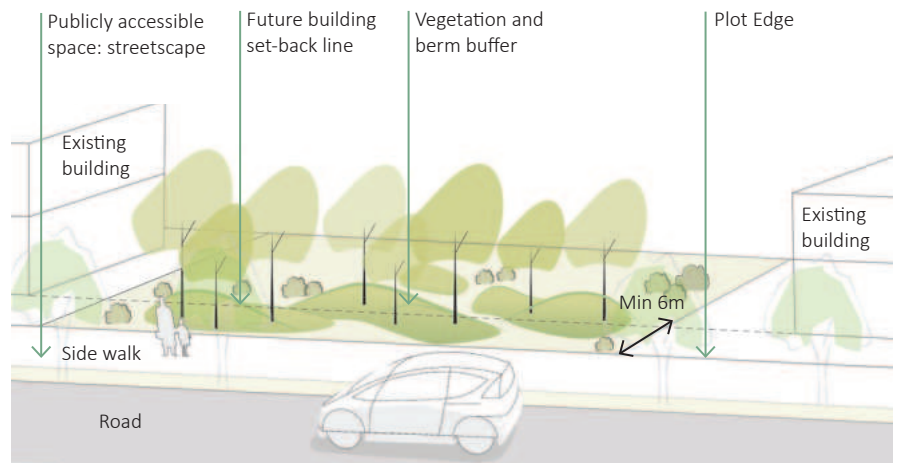 Publicly accessible
space: streetscape
Future building
set-back line
Vegetation and
berm buffer
Plot Edge
Existing
building
Existing
building
Min 6m
Side walk
Road